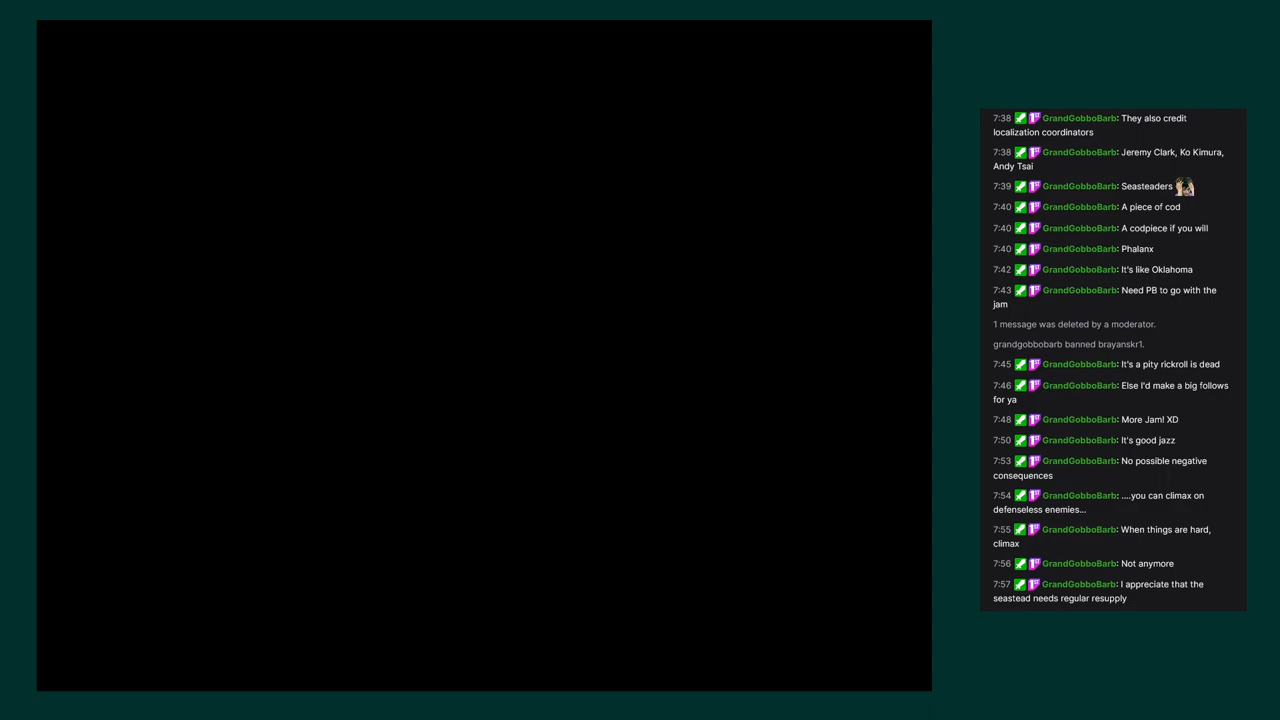 7:38 GrandGobboBarb: They also credit
localization coordinators
7:38 GrandGobboBarb: Jeremy Clark, Ko Kimura,
Andy Tsai
7:39 GrandGobboBarb: Seasteaders
7:40 GrandGobboBarb: A piece of cod
7:40 GrandGobboBarb: A codpiece if you will
7:40 GrandGobboBarb: Phalanx
7:42 GrandGobboBarb: It's like Oklahoma
7:43 GrandGobboBarb: Need PB to go with the
jam
1 message was deleted by a moderator.
grandgobbobarb banned brayanskr1.
7:45 GrandGobboBarb: It's a pity rickroll is dead
7:46 GrandGobboBarb: Else I'd make a big follows
for ya
7:48 GrandGobboBarb: More Jam! XD
7:50 GrandGobboBarb: It's good jazz
7:53 GrandGobboBarb: No possible negative
consequences
7:54 GrandGobboBarb: ....you can climax on
defenseless enemies...
7:55 GrandGobboBarb: When things are hard,
climax
7:56 GrandGobboBarb: Not anymore
7:57 GrandGobboBarb: I appreciate that the
seastead needs regular resupply